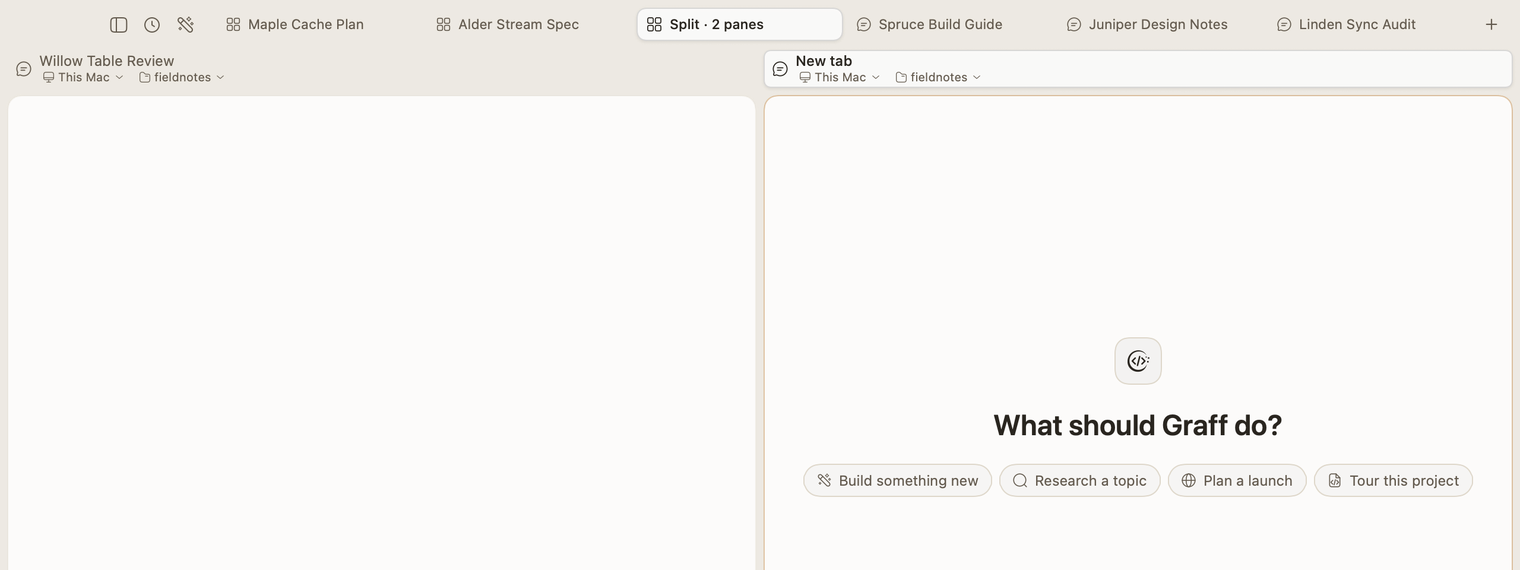 Maple Cache Plan
Alder Stream Spec
Split · 2 panes
Spruce Build Guide
Juniper Design Notes
Linden Sync Audit
Willow Table Review
This Mac
fieldnotes
New tab
This Mac
fieldnotes
What should Graff do?
Build something new
Research a topic
Plan a launch
Tour this project